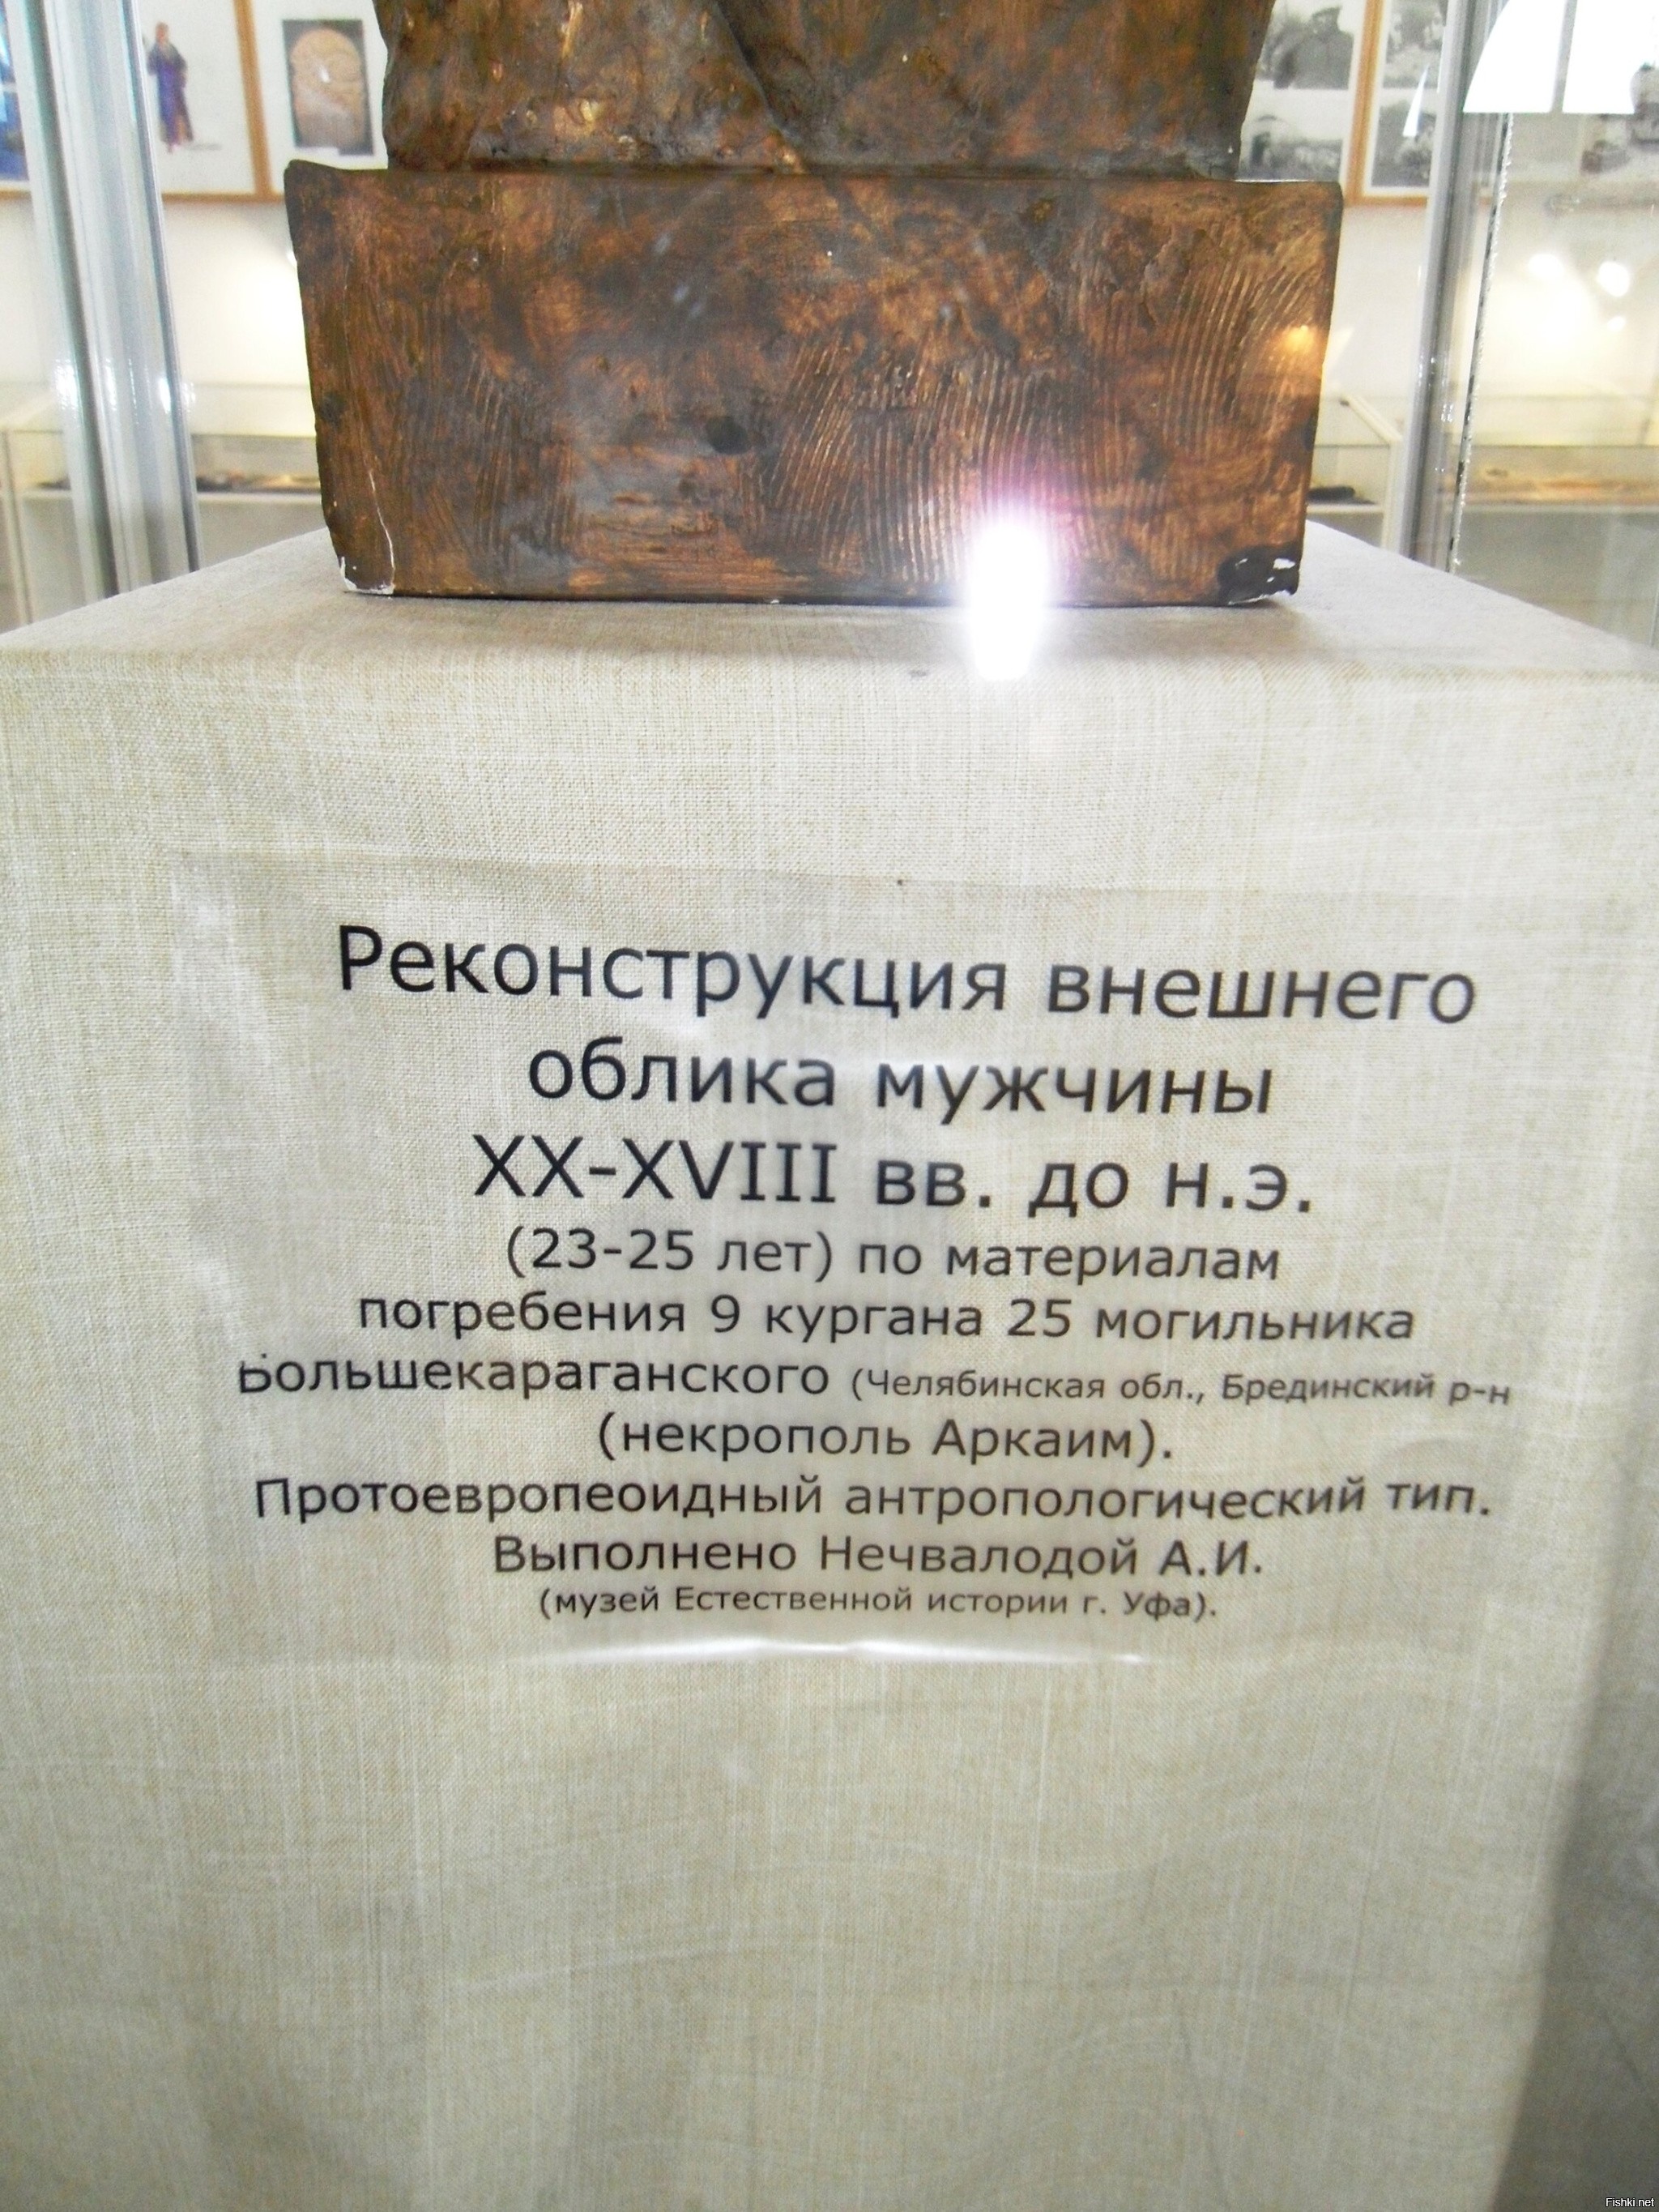 Реконструкция внешнего
облика мужчины
XX-XVIII вв. до н.э.
(23-25 лет) по материалам
погребения 9 кургана 25 могильника
Большекараганского (Челябинская обл., Брединский р-н
(некрополь Аркаим).
Протоевропеоидный антропологический тип.
Выполнено Нечвалодой А.И.
(музей Естественной истории г. Уфа).
Fishki.net